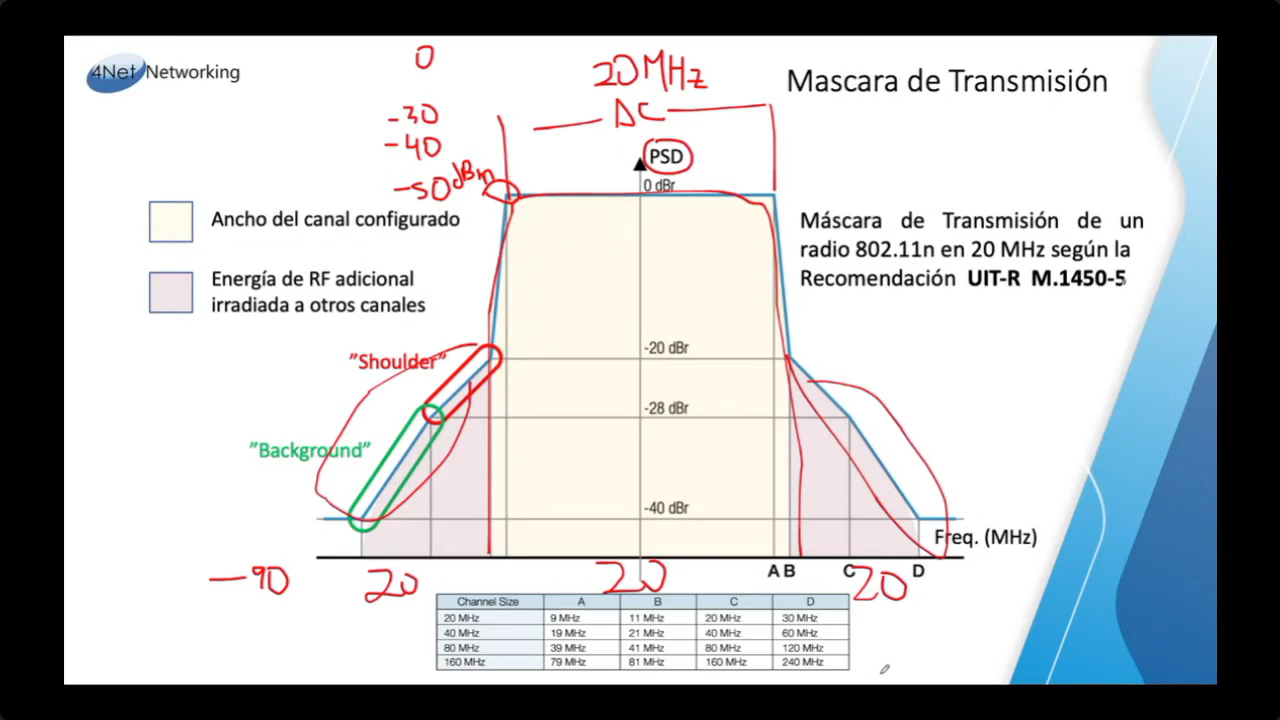 4Net Networking
Mascara de Transmisión
0
-30
-40
-50 dBm
20 MHz
DC
PSD
0 dBr
Ancho del canal configurado
Energía de RF adicional
irradiada a otros canales
Máscara de Transmisión de un
radio 802.11n en 20 MHz según la
Recomendación UIT-R M.1450-5
-20 dBr
"Shoulder"
-28 dBr
"Background"
-40 dBr
Freq. (MHz)
A B C D
-90 20 20 20
Channel Size A B C D
20 MHz 9 MHz 11 MHz 20 MHz 30 MHz
40 MHz 19 MHz 21 MHz 40 MHz 60 MHz
80 MHz 39 MHz 41 MHz 80 MHz 120 MHz
160 MHz 79 MHz 81 MHz 160 MHz 240 MHz